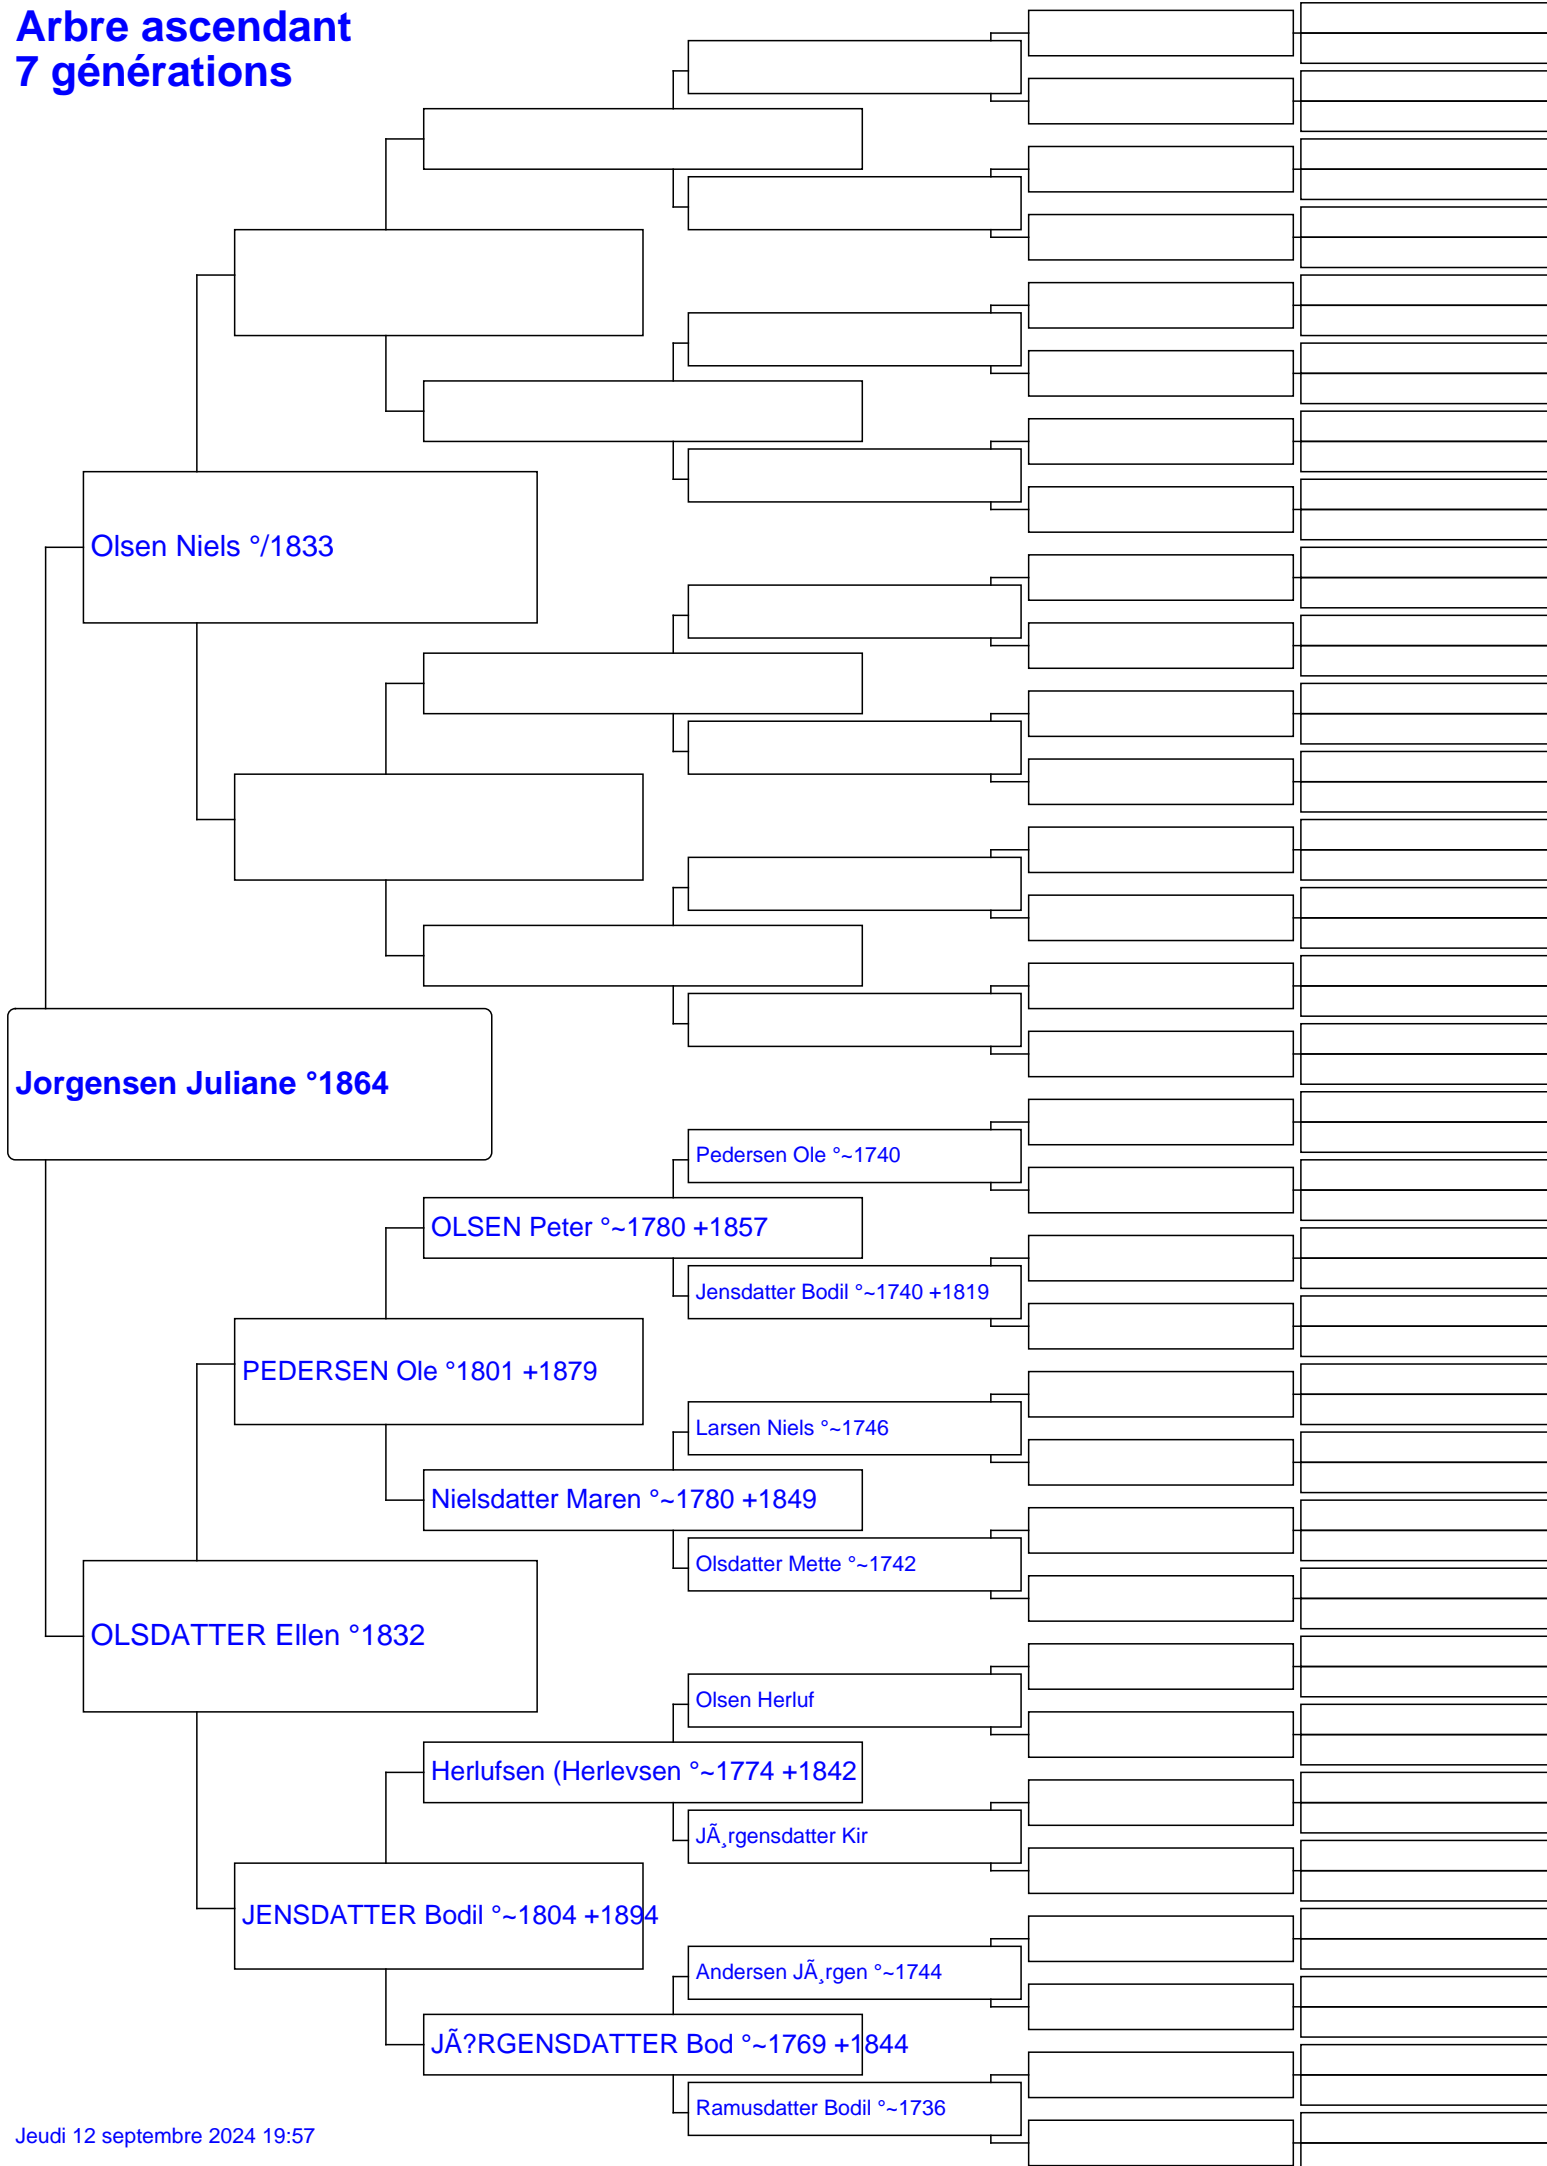 Arbre ascendant
7 générations
Olsen Niels °/1833
Jorgensen Juliane °1864
Pedersen Ole °~1740
OLSEN Peter °~1780 +1857
Jensdatter Bodil °~1740 +1819
PEDERSEN Ole °1801 +1879
Larsen Niels °~1746
Nielsdatter Maren °~1780 +1849
Olsdatter Mette °~1742
OLSDATTER Ellen °1832
Olsen Herluf
Herlufsen (Herlevsen °~1774 +1842
JÃ¸rgensdatter Kir
JENSDATTER Bodil °~1804 +1894
Andersen JÃ¸rgen °~1744
JÃ?RGENSDATTER Bod °~1769 +1844
Ramusdatter Bodil °~1736
Jeudi 12 septembre 2024 19:57